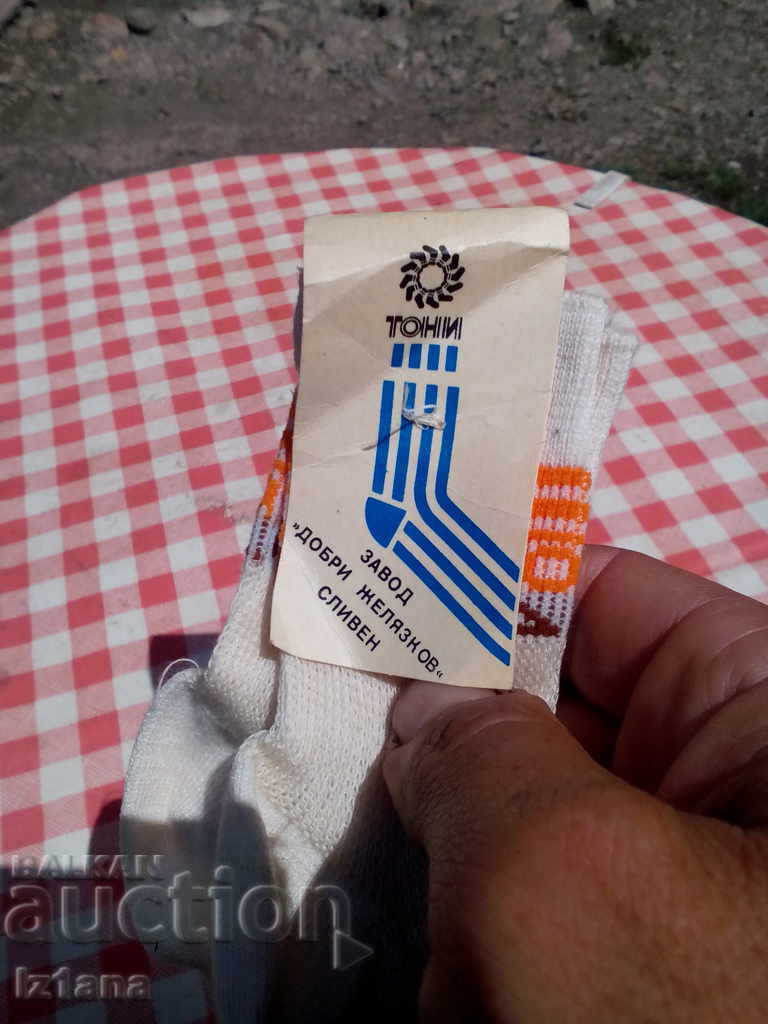 ТОНИ
ЗАВОД
"ДОБРИ ЖЕЛЯЗКОВ"
СЛИВЕН
BALKAN
auction
Iz1ana